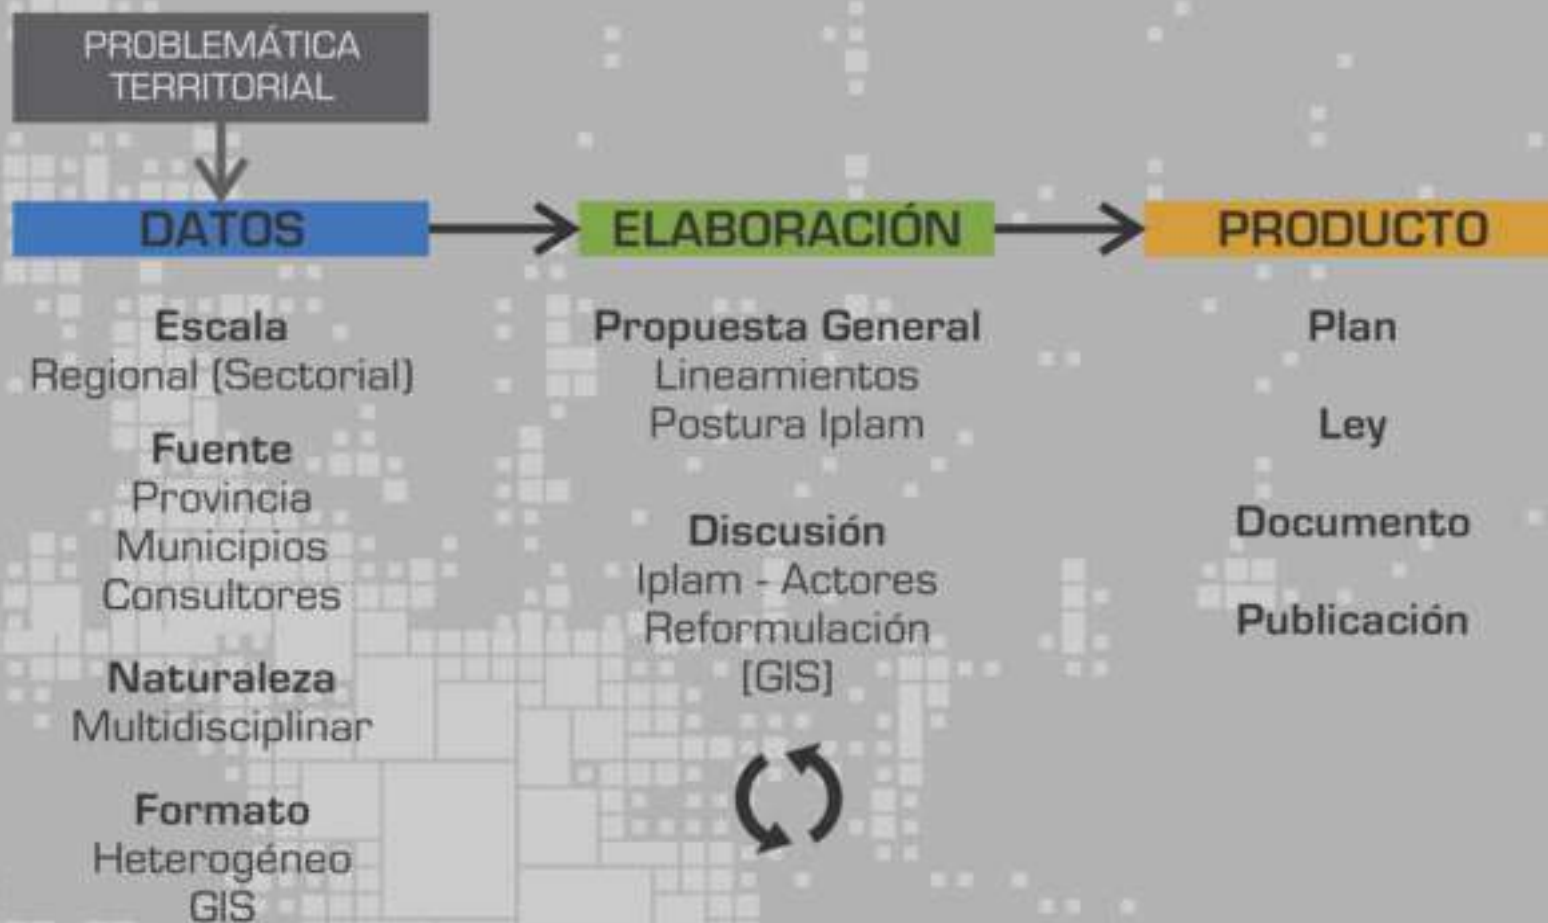 PROBLEMÁTICA
TERRITORIAL
DATOS
Escala
Regional (Sectorial)
Fuente
Provincia
Municipios
Consultores
Naturaleza
Multidisciplinar
Formato
Heterogéneo
GIS
ELABORACIÓN
Propuesta General
Lineamientos
Postura Iplam
Discusión
Iplam - Actores
Reformulación
(GIS)
PRODUCTO
Plan
Ley
Documento
Publicación